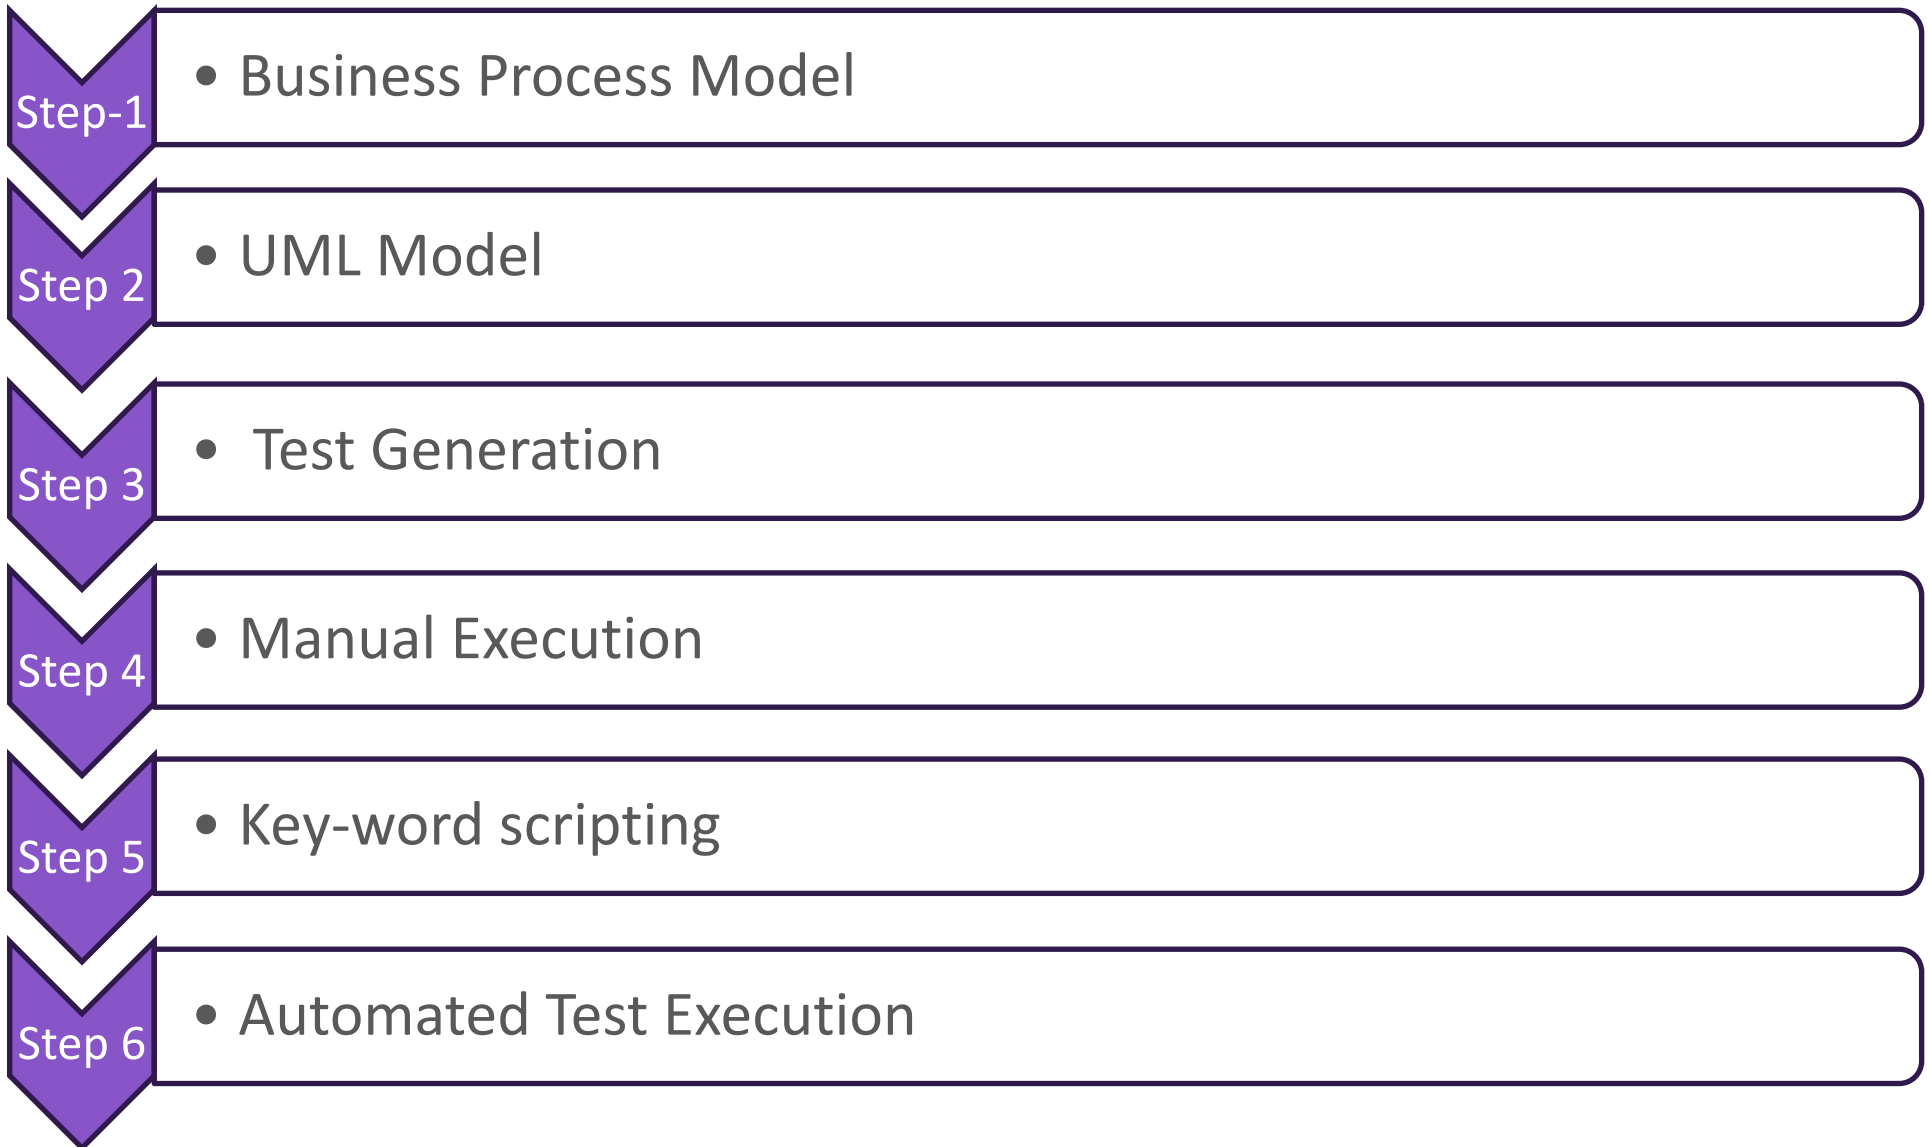 Step-1
• Business Process Model
Step 2
• UML Model
Step 3
• Test Generation
Step 4
• Manual Execution
Step 5
• Key-word scripting
Step 6
• Automated Test Execution